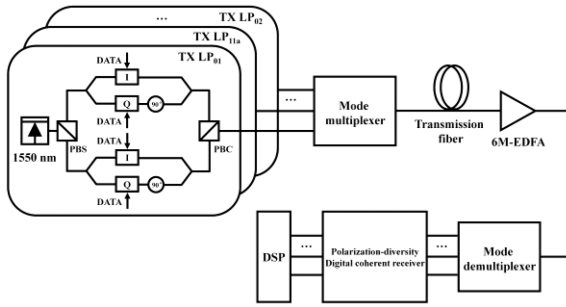 ...
TX LP02
TX LP11a
TX LP01
DATA
I
Q
90°
DATA
1550 nm
PBS
PBC
DATA
I
Q
90°
DATA
...
Mode
multiplexer
Transmission
fiber
6M-EDFA
DSP
...
Polarization-diversity
Digital coherent receiver
...
Mode
demultiplexer